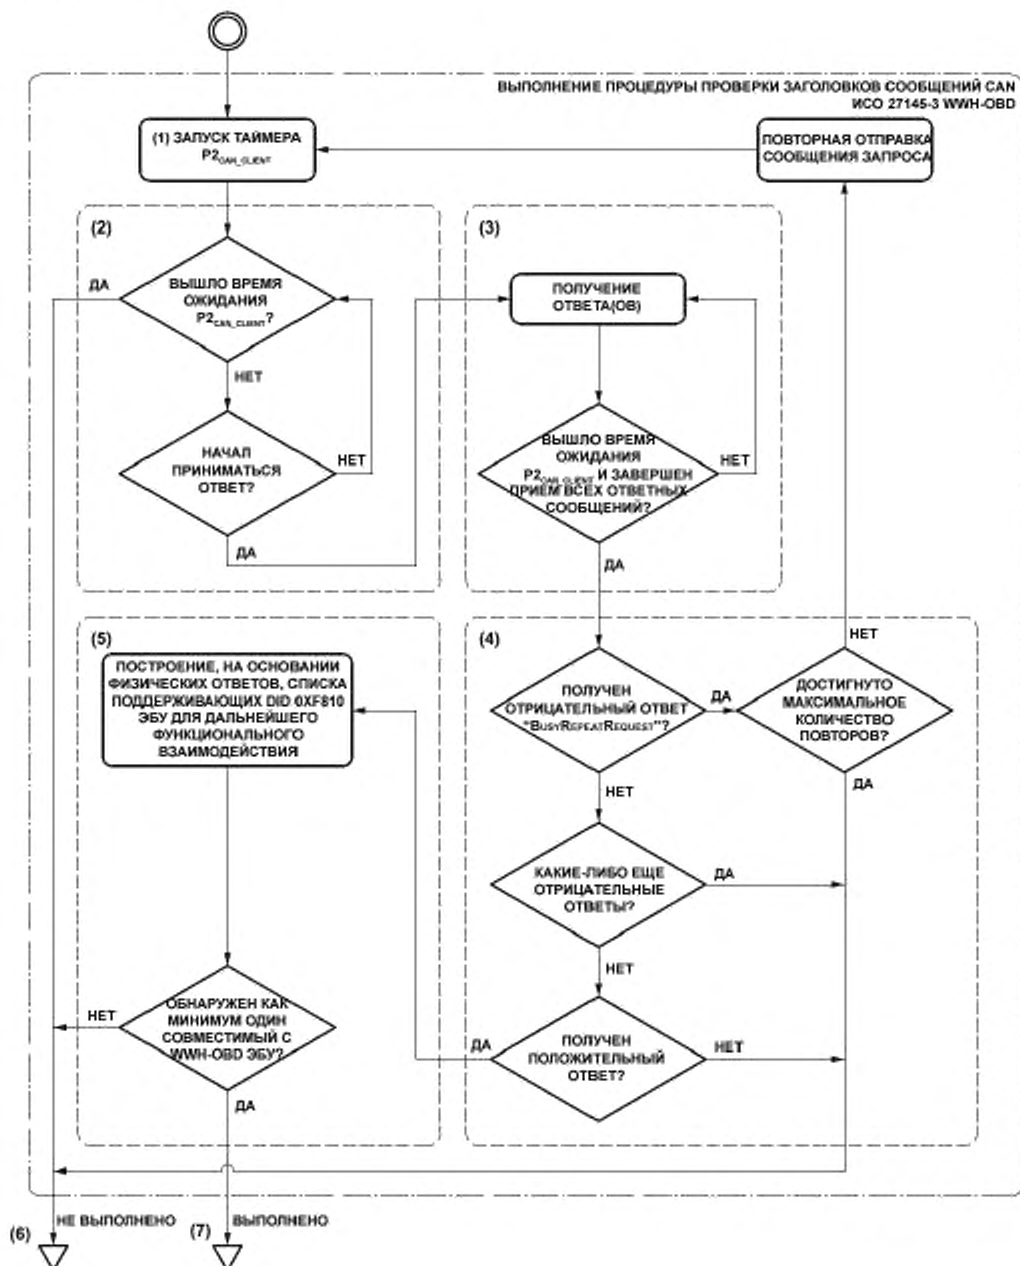 ВЫПОЛНЕНИЕ ПРОЦЕДУРЫ ПРОВЕРКИ ЗАГОЛОВКОВ СООБЩЕНИЙ CAN
ИСО 27145-3 WWH-OBD
(1) ЗАПУСК ТАЙМЕРА
P2CAN_CLIENT
ПОВТОРНАЯ ОТПРАВКА
СООБЩЕНИЯ ЗАПРОСА
(2)
ДА
ВЫШЛО ВРЕМЯ
ОЖИДАНИЯ
P2CAN_CLIENT?
НЕТ
НАЧАЛ
ПРИНИМАТЬСЯ
ОТВЕТ?
НЕТ
ДА
(3)
ПОЛУЧЕНИЕ
ОТВЕТА(ОВ)
ВЫШЛО ВРЕМЯ
ОЖИДАНИЯ
P2CAN_CLIENT И ЗАВЕРШЕН
ПРИЕМ ВСЕХ ОТВЕТНЫХ
СООБЩЕНИЙ?
НЕТ
ДА
(4)
ПОЛУЧЕН
ОТРИЦАТЕЛЬНЫЙ ОТВЕТ
"BUSYREPEATREQUEST"?
ДА
НЕТ
ДОСТИГНУТО
МАКСИМАЛЬНОЕ
КОЛИЧЕСТВО
ПОВТОРОВ?
ДА
НЕТ
КАКИЕ-ЛИБО ЕЩЕ
ОТРИЦАТЕЛЬНЫЕ
ОТВЕТЫ?
ДА
НЕТ
ПОЛУЧЕН
ПОЛОЖИТЕЛЬНЫЙ
ОТВЕТ?
ДА
НЕТ
(5)
ПОСТРОЕНИЕ, НА ОСНОВАНИИ
ФИЗИЧЕСКИХ ОТВЕТОВ, СПИСКА
ПОДДЕРЖИВАЮЩИХ DID 0XF810
ЭБУ ДЛЯ ДАЛЬНЕЙШЕГО
ФУНКЦИОНАЛЬНОГО
ВЗАИМОДЕЙСТВИЯ
НЕТ
ОБНАРУЖЕН КАК
МИНИМУМ ОДИН
СОВМЕСТИМЫЙ С
WWH-OBD ЭБУ?
ДА
(6)
НЕ ВЫПОЛНЕНО
(7)
ВЫПОЛНЕНО